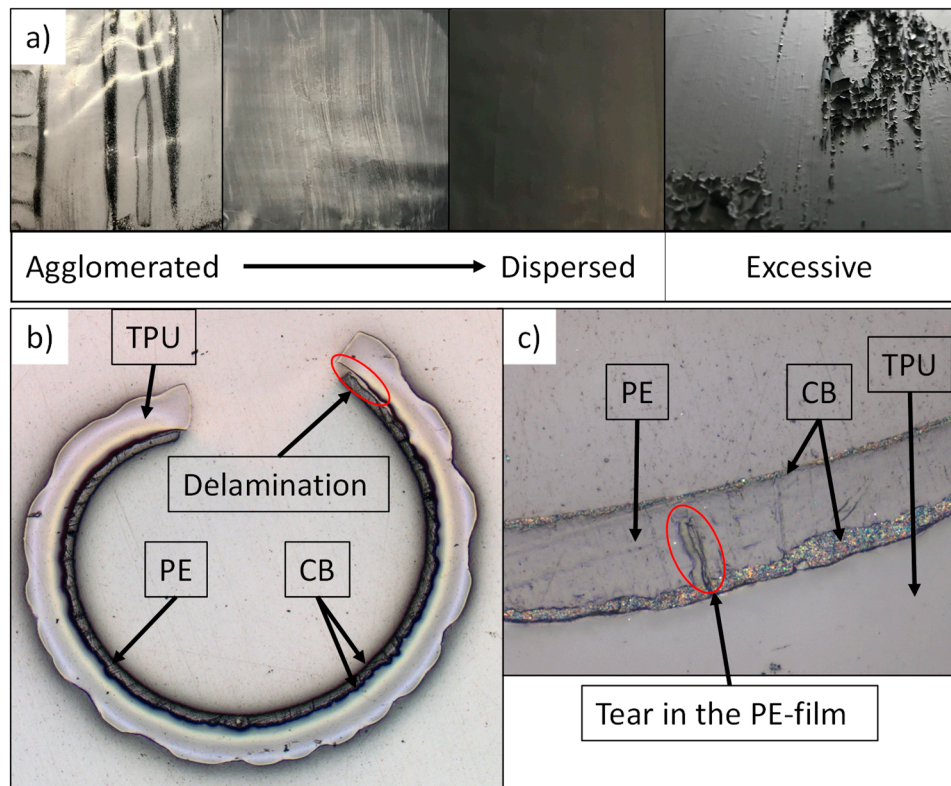 a)
Agglomerated
Dispersed
Excessive
b)
TPU
Delamination
PE
CB
c)
TPU
PE
CB
Tear in the PE-film